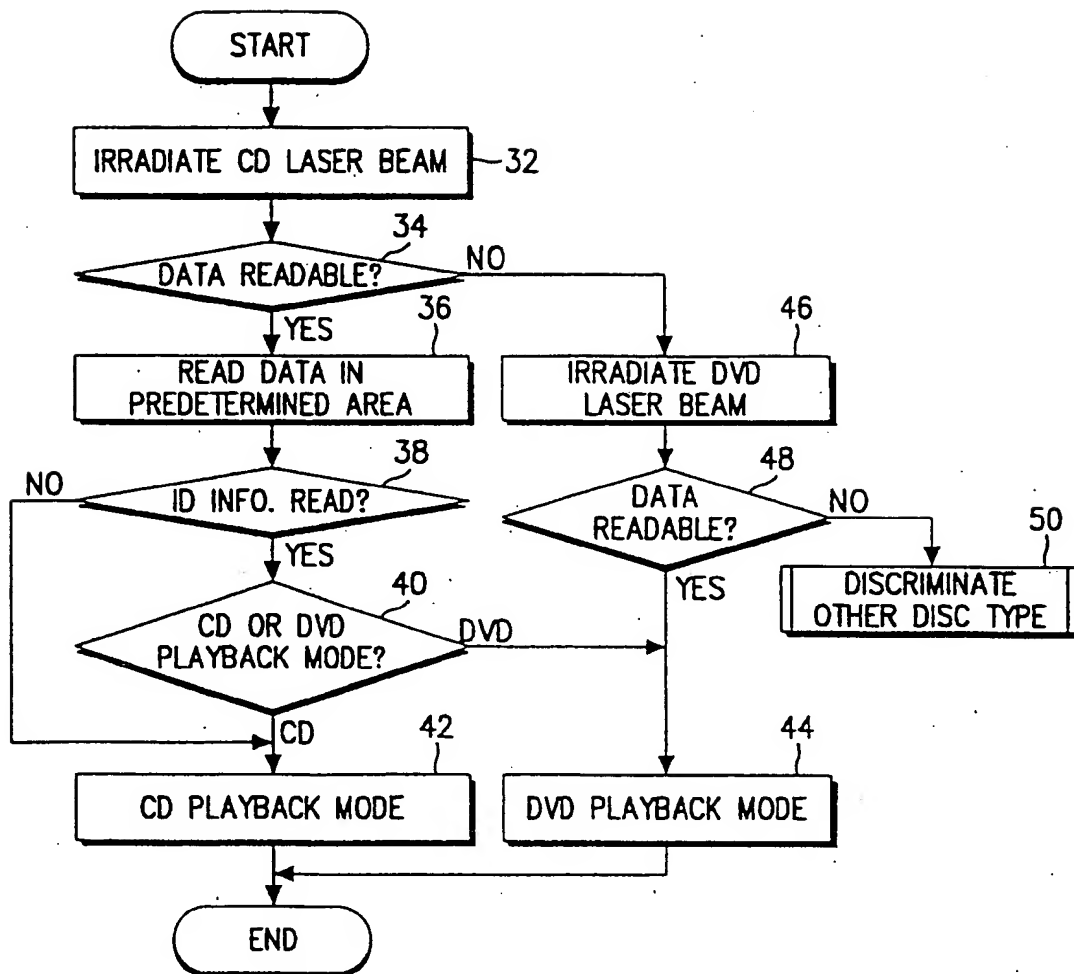 START
IRRADIATE CD LASER BEAM
32
34
DATA READABLE?
NO
YES
36
READ DATA IN
PREDETERMINED AREA
46
IRRADIATE DVD
LASER BEAM
38
NO
ID INFO. READ?
YES
48
DATA
READABLE?
NO
YES
50
DISCRIMINATE
OTHER DISC TYPE
40
CD OR DVD
PLAYBACK MODE?
DVD
CD
42
CD PLAYBACK MODE
44
DVD PLAYBACK MODE
END